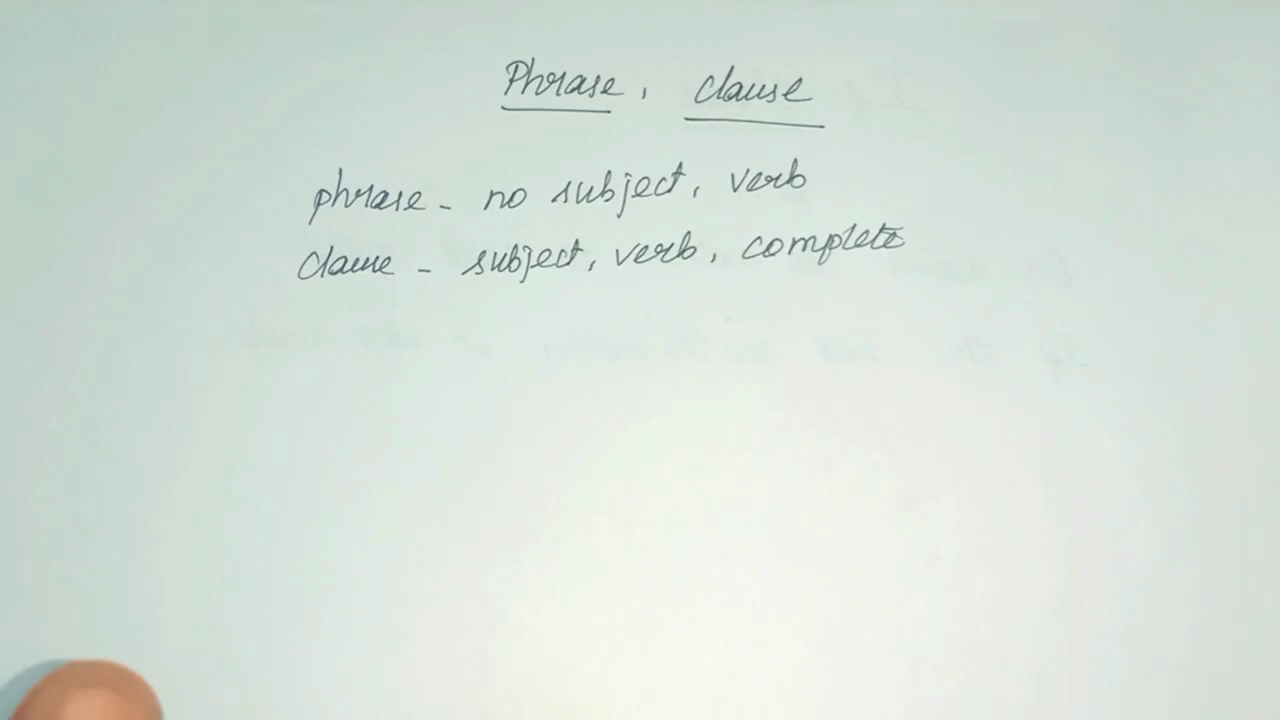 Phrase, clause
phrase - no subject, verb
clause - subject, verb, complete